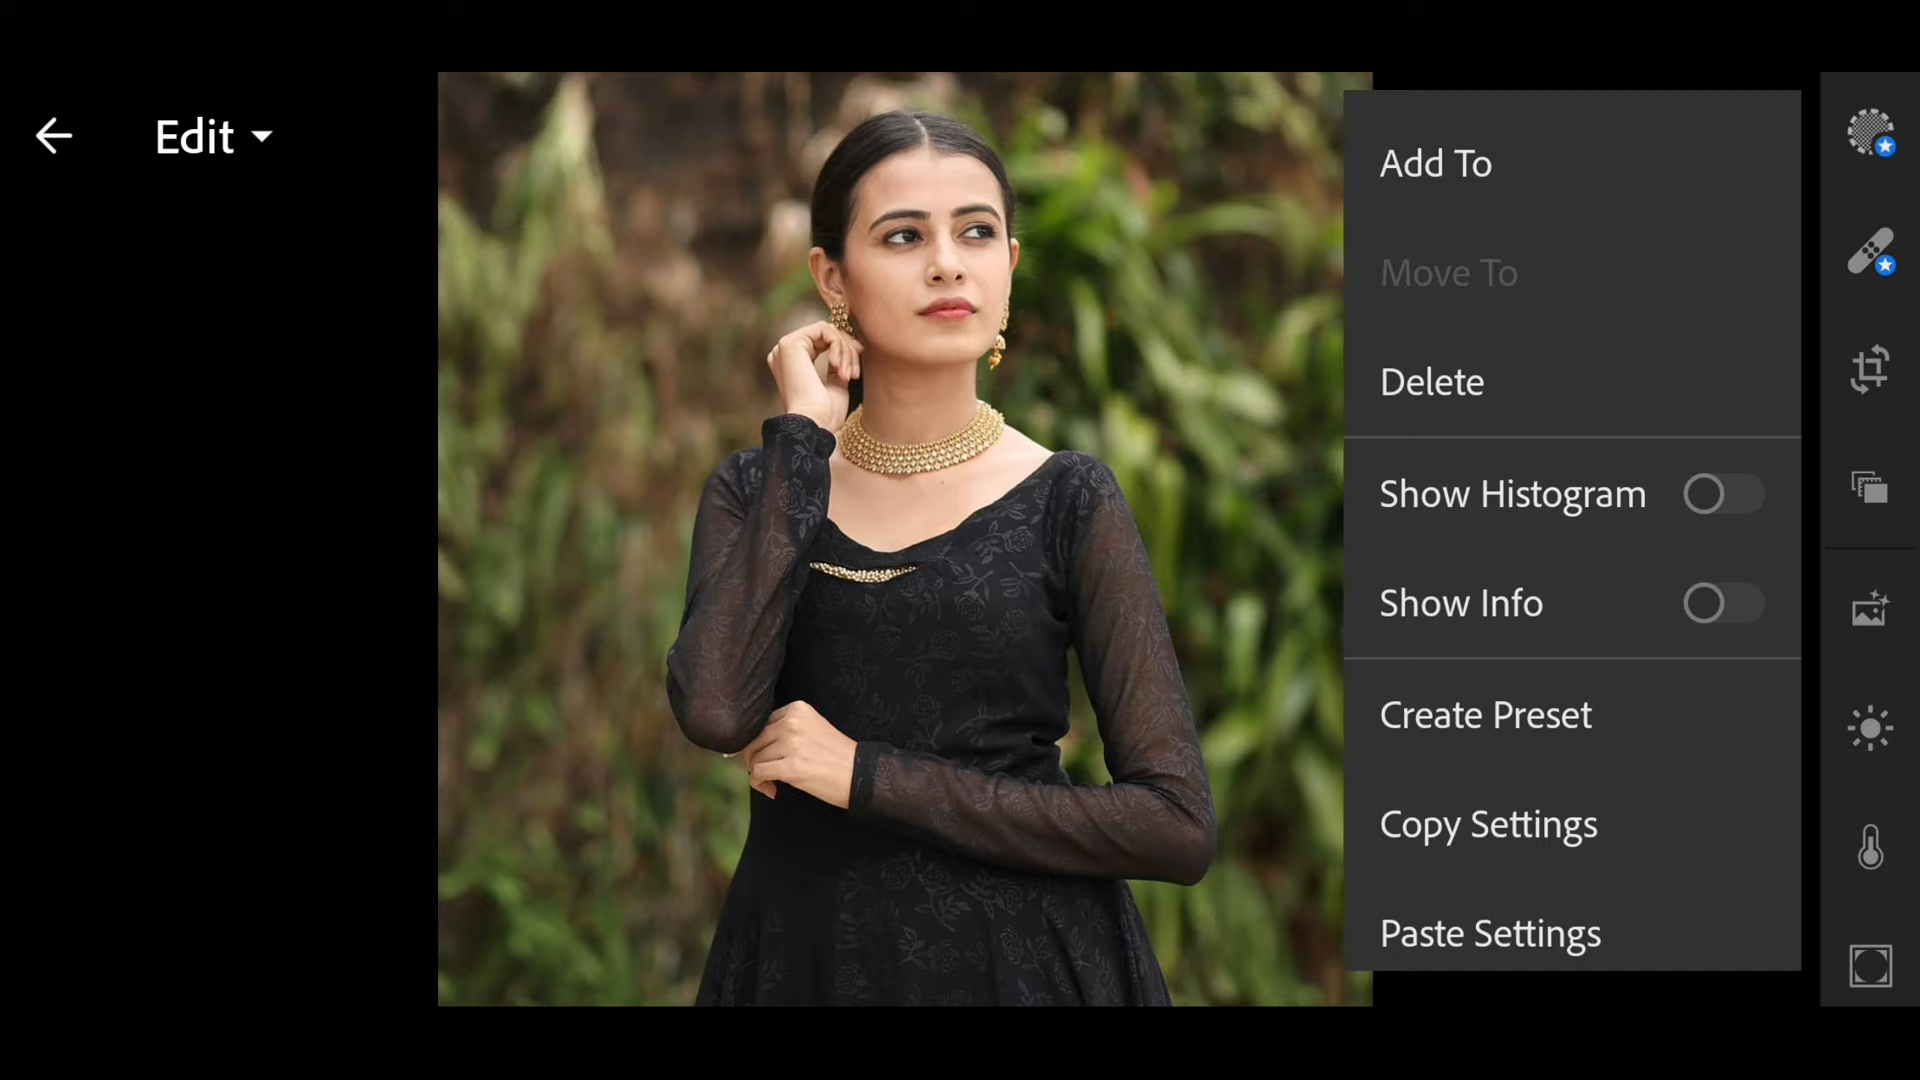 Edit
Add To
Move To
Delete
Show Histogram
Show Info
Create Preset
Copy Settings
Paste Settings